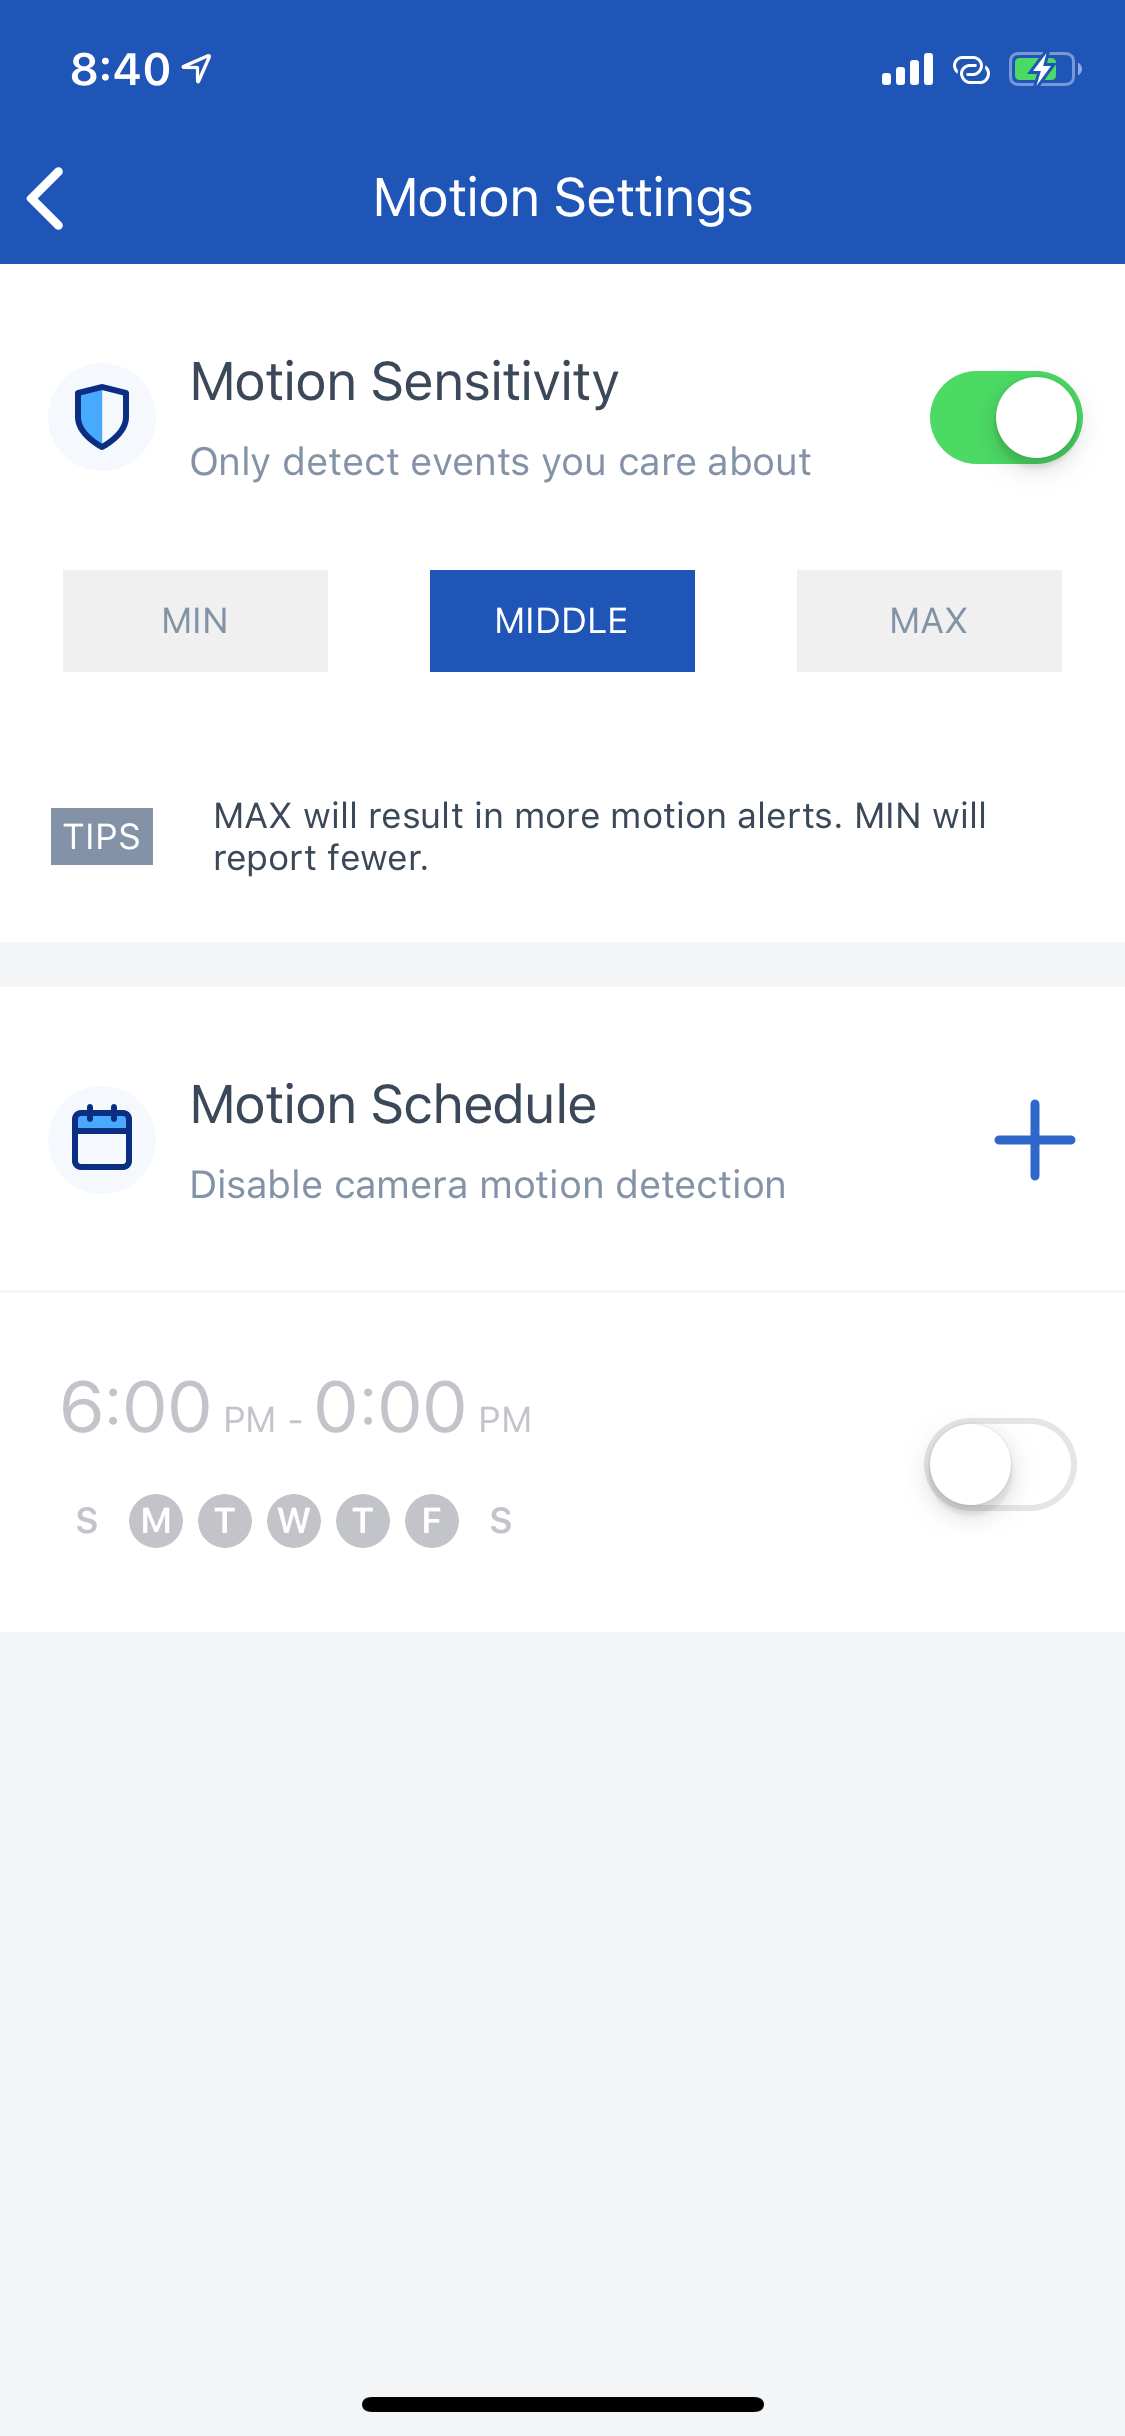 8:40
Motion Settings
Motion Sensitivity
Only detect events you care about
MIN MIDDLE MAX
TIPS
MAX will result in more motion alerts. MIN will
report fewer.
Motion Schedule
Disable camera motion detection
6:00 PM - 0:00 PM
S M T W T F S